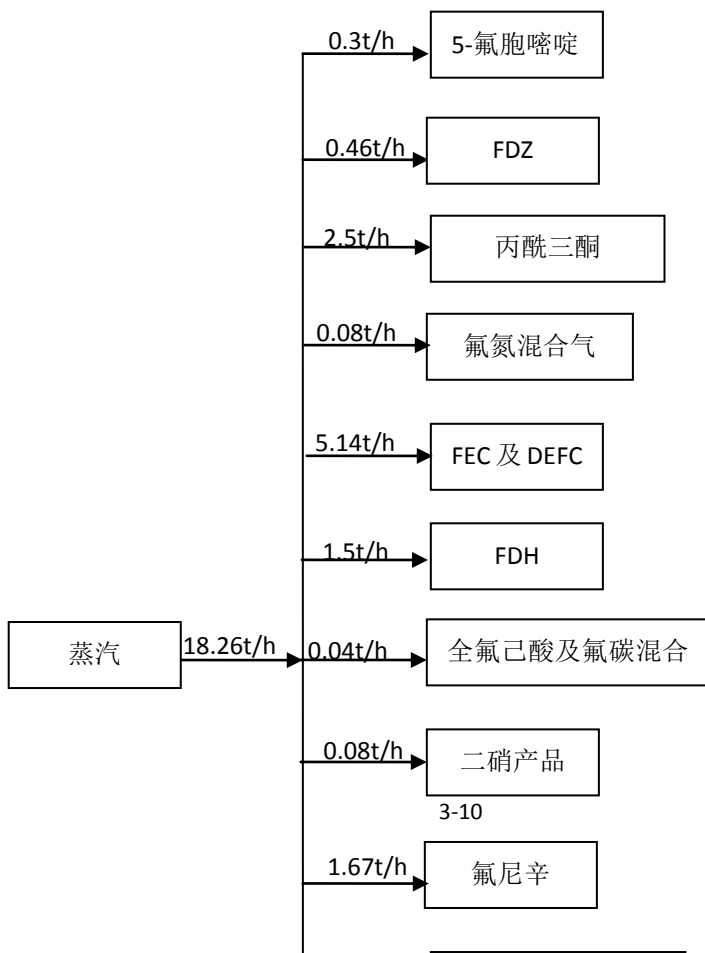 0.3t/h
5-氟胞嘧啶
0.46t/h
FDZ
2.5t/h
丙酰三酮
0.08t/h
氟氮混合气
5.14t/h
FEC 及 DEFC
1.5t/h
FDH
蒸汽
18.26t/h
0.04t/h
全氟己酸及氟碳混合
0.08t/h
二硝产品
3-10
1.67t/h
氟尼辛